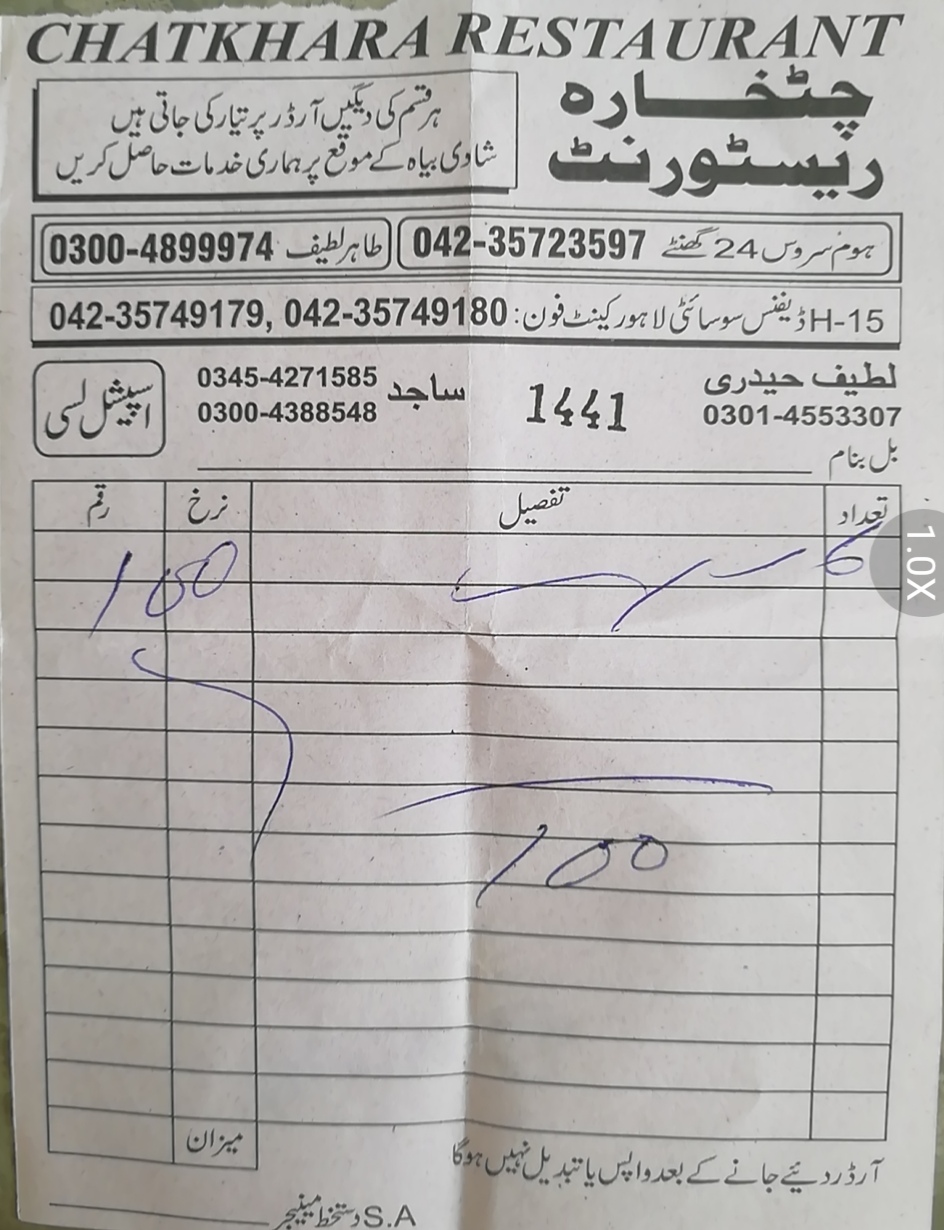 CHATKHARA RESTAURANT
چٹخارہ
ریسٹورنٹ
ہر قسم کی دیگیں آرڈر پر تیار کی جاتی ہیں
شادی بیاہ کے موقع پر ہماری خدمات حاصل کریں
ہوم سروس 24 گھنٹے 042-35723597
طاہر لطیف 0300-4899974
15-H ڈیفنس سوسائٹی لاہور کینٹ فون: 042-35749180 ,042-35749179
لطیف حیدری
0301-4553307
1441
ساجد
0345-4271585
0300-4388548
اسپیشل لسی
بل بنام
تعداد تفصیل نرخ رقم
100
100
میزان
آرڈر دیئے جانے کے بعد واپس یا تبدیل نہیں ہوگا
S.A دستخط مینیجر
1.0X